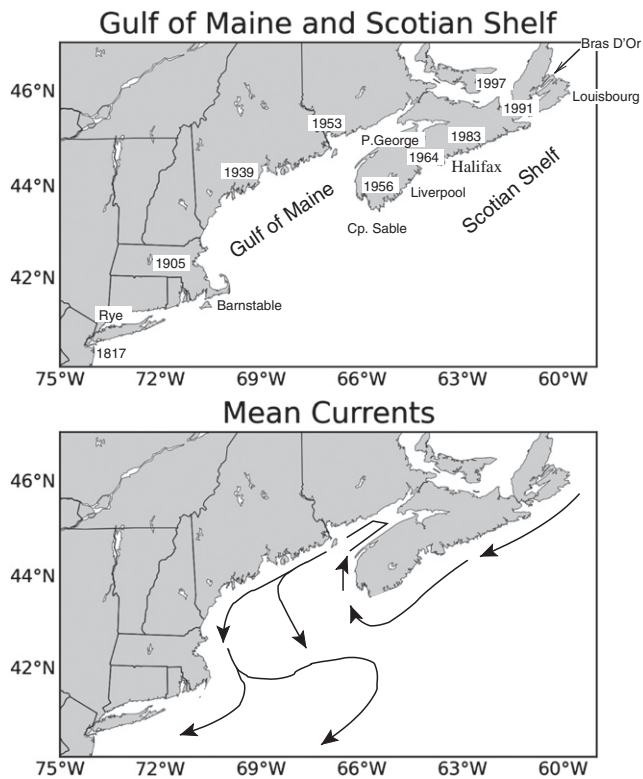 Gulf of Maine and Scotian Shelf
Bras D'Or
46°N
1997
Louisbourg
1991
1953
P.George
1983
1964
Halifax
1939
44°N
1956
Liverpool
Gulf of Maine
Scotian Shelf
Cp. Sable
1905
42°N
Barnstable
Rye
1817
75°W 72°W 69°W 66°W 63°W 60°W
Mean Currents
46°N
44°N
42°N
75°W 72°W 69°W 66°W 63°W 60°W